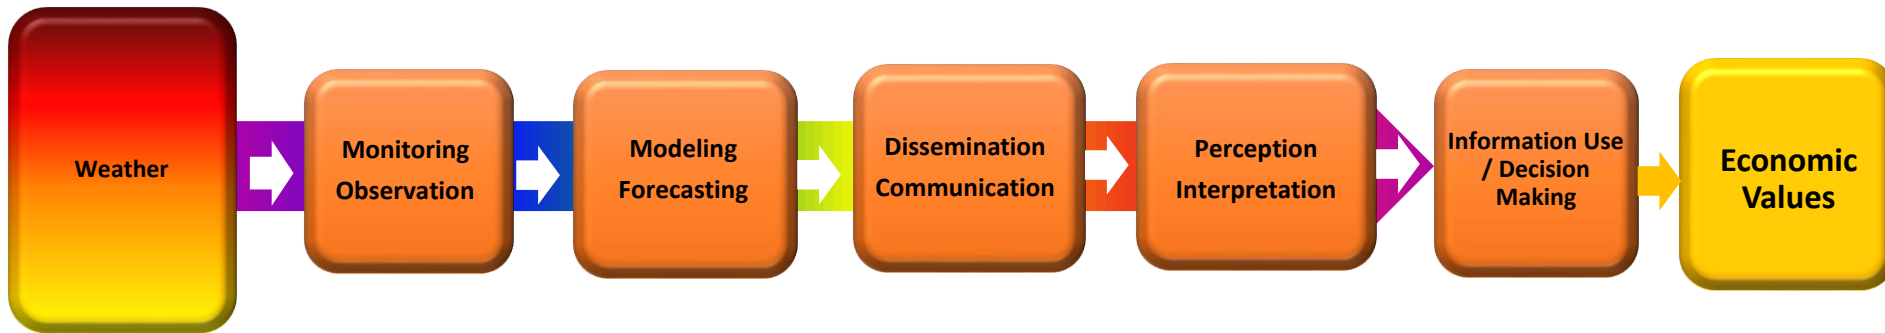 Weather
Monitoring
Observation
Modeling
Forecasting
Dissemination
Communication
Perception
Interpretation
Information Use
/ Decision
Making
Economic
Values